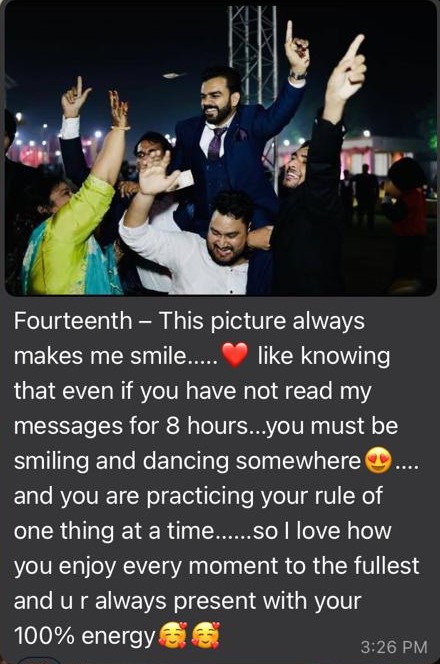 Fourteenth – This picture always
makes me smile.....❤️ like knowing
that even if you have not read my
messages for 8 hours...you must be
smiling and dancing somewhere😍....
and you are practicing your rule of
one thing at a time......so I love how
you enjoy every moment to the fullest
and u r always present with your
100% energy🥰🥰
3:26 PM